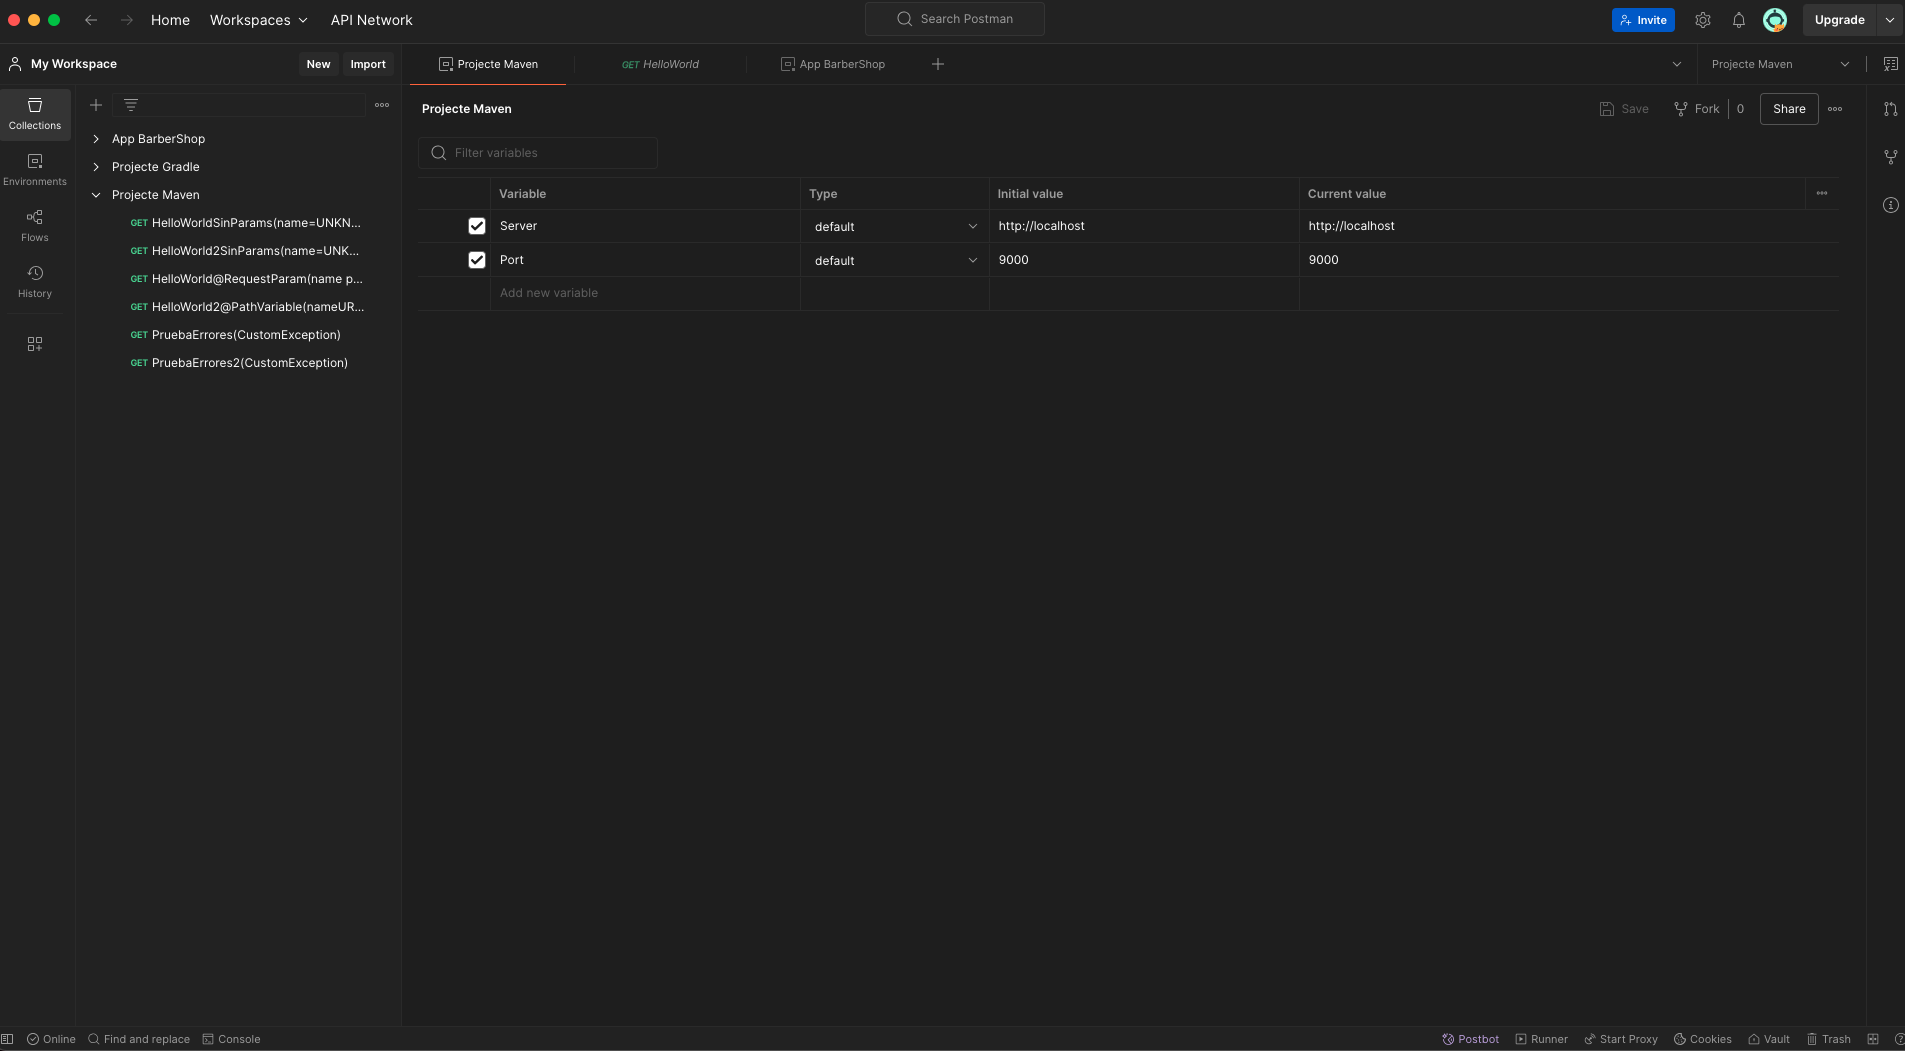 Home Workspaces API Network Search Postman Invite Upgrade
My Workspace New Import Projecte Maven GET HelloWorld App BarberShop Projecte Maven
Collections
Environments
Flows
History
App BarberShop
Projecte Gradle
Projecte Maven
GET HelloWorldSinParams(name=UNKN...
GET HelloWorld2SinParams(name=UNK...
GET HelloWorld@RequestParam(name p...
GET HelloWorld2@PathVariable(nameUR...
GET PruebaErrores(CustomException)
GET PruebaErrores2(CustomException)
Projecte Maven Save Fork 0 Share
Filter variables
Variable Type Initial value Current value
Server default http://localhost http://localhost
Port default 9000 9000
Add new variable
Online Find and replace Console Postbot Runner Start Proxy Cookies Vault Trash